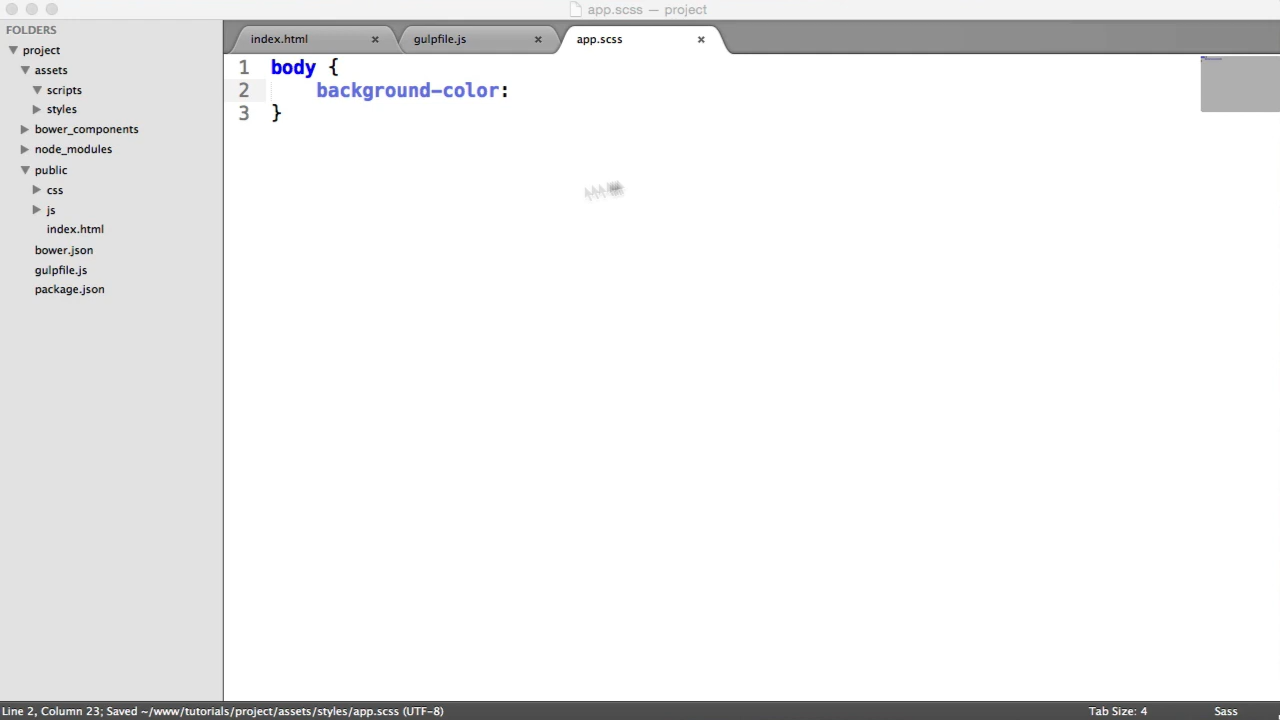 app.scss — project
FOLDERS
project
assets
scripts
styles
bower_components
node_modules
public
css
js
index.html
bower.json
gulpfile.js
package.json
index.html
gulpfile.js
app.scss
1 body {
2 background-color:
3 }
Line 2, Column 23; Saved ~/www/tutorials/project/assets/styles/app.scss (UTF-8)
Tab Size: 4
Sass